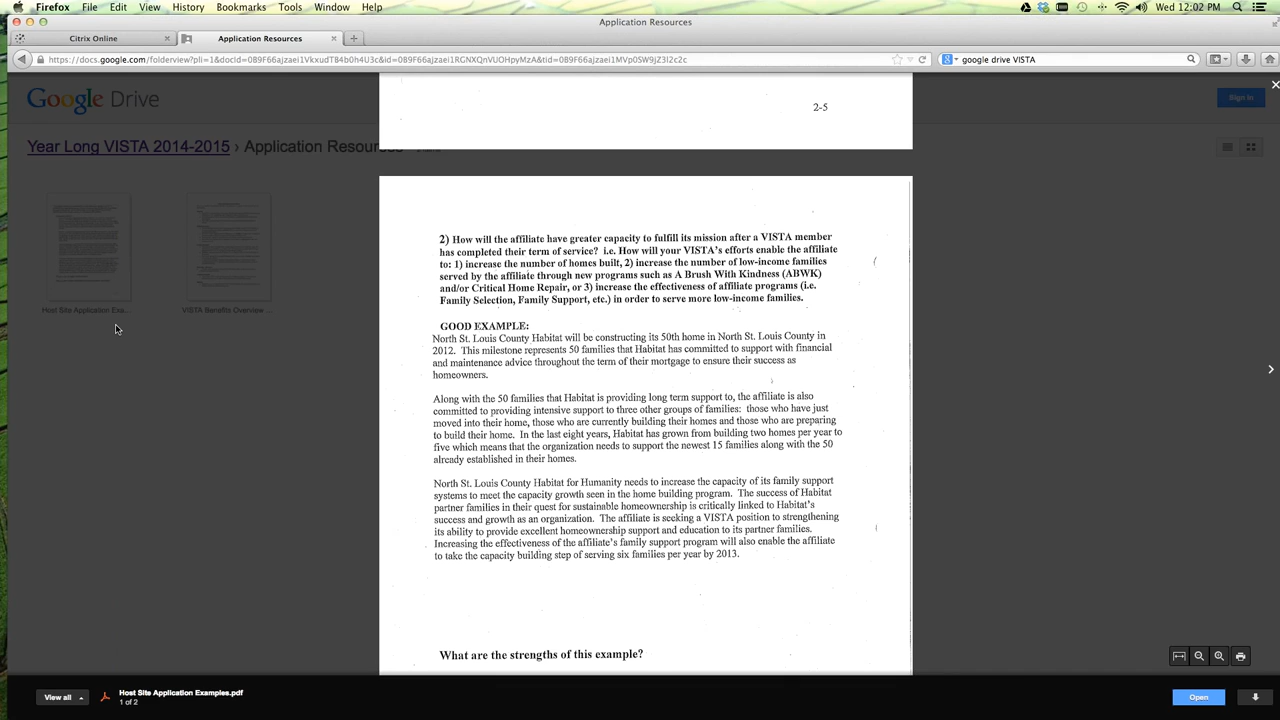 Firefox File Edit View History Bookmarks Tools Window Help Wed 12:02 PM
Application Resources
Citrix Online Application Resources
google drive VISTA
Google Drive
Sign in
2-5
Year Long VISTA 2014-2015 > Application Resources
2) How will the affiliate have greater capacity to fulfill its mission after a VISTA member
has completed their term of service? i.e. How will your VISTA's efforts enable the affiliate
to: 1) increase the number of homes built, 2) increase the number of low-income families
served by the affiliate through new programs such as A Brush With Kindness (ABWK)
and/or Critical Home Repair, or 3) increase the effectiveness of affiliate programs (i.e.
Family Selection, Family Support, etc.) in order to serve more low-income families.
Host Site Application Exa... VISTA Benefits Overview ...
GOOD EXAMPLE:
North St. Louis County Habitat will be constructing its 50th home in North St. Louis County in
2012. This milestone represents 50 families that Habitat has committed to support with financial
and maintenance advice throughout the term of their mortgage to ensure their success as
homeowners.
Along with the 50 families that Habitat is providing long term support to, the affiliate is also
committed to providing intensive support to three other groups of families: those who have just
moved into their home, those who are currently building their homes and those who are preparing
to build their home. In the last eight years, Habitat has grown from building two homes per year to
five which means that the organization needs to support the newest 15 families along with the 50
already established in their homes.
North St. Louis County Habitat for Humanity needs to increase the capacity of its family support
systems to meet the capacity growth seen in the home building program. The success of Habitat
partner families in their quest for sustainable homeownership is critically linked to Habitat's
success and growth as an organization. The affiliate is seeking a VISTA position to strengthening
its ability to provide excellent homeownership support and education to its partner families.
Increasing the effectiveness of the affiliate's family support program will also enable the affiliate
to take the capacity building step of serving six families per year by 2013.
What are the strengths of this example?
View all Host Site Application Examples.pdf
1 of 2
Open